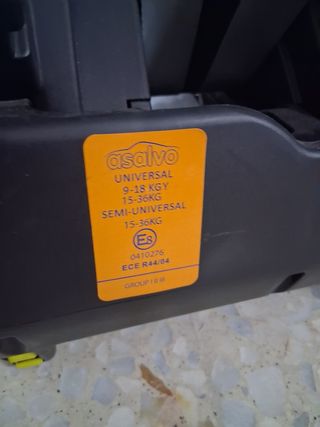 asalvo
UNIVERSAL
9-18 KGY
15-36KG
SEMI-UNIVERSAL
15-36KG
E8
0410276
ECE R44/04
GROUP I II III